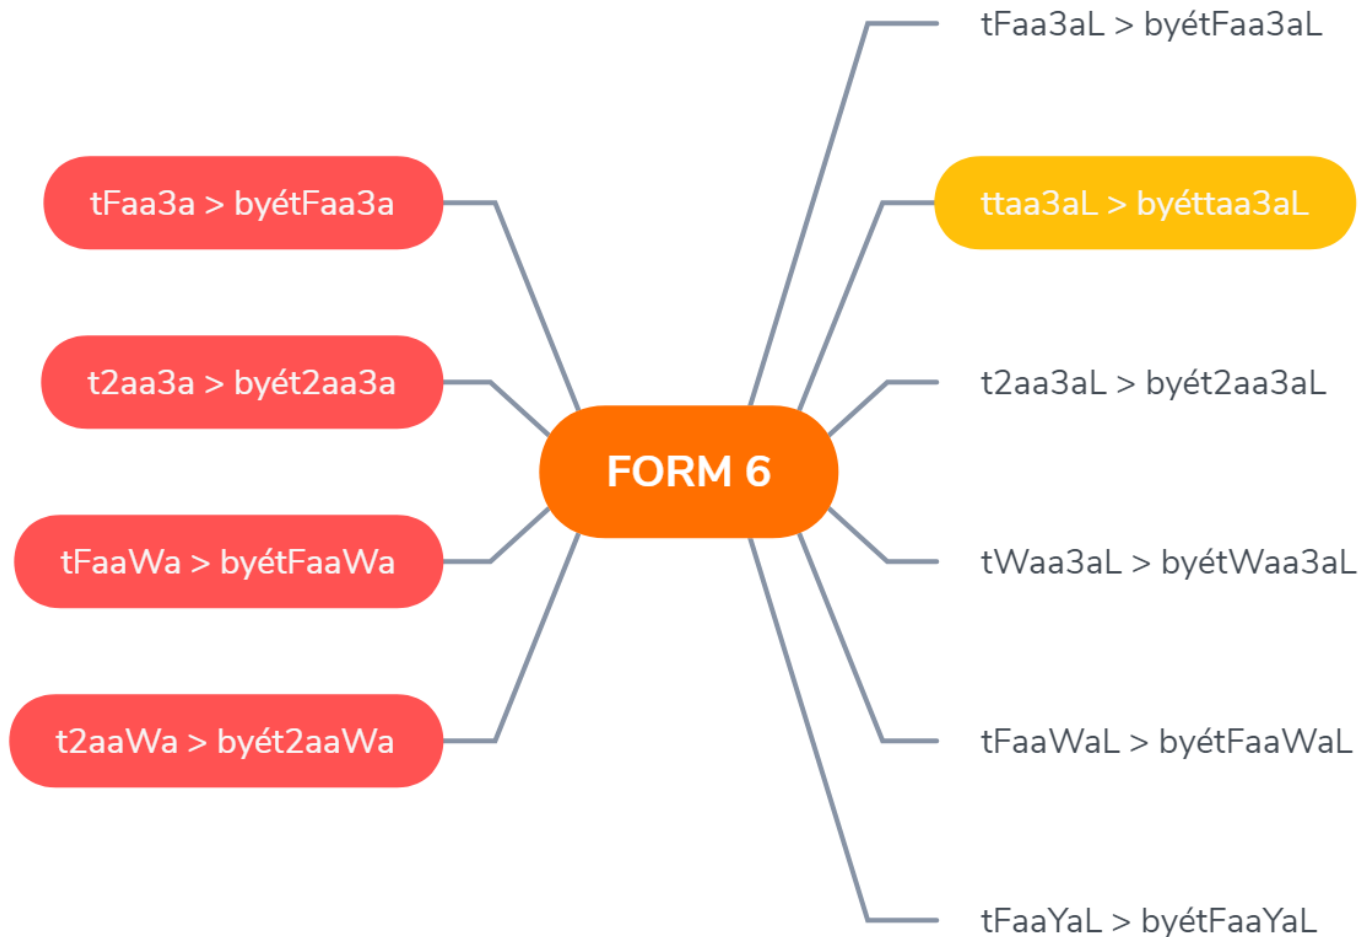 tFaa3aL > byétFaa3aL
tFaa3a > byétFaa3a
ttaa3aL > byéttaa3aL
t2aa3a > byét2aa3a
t2aa3aL > byét2aa3aL
FORM 6
tFaaWa > byétFaaWa
tWaa3aL > byétWaa3aL
t2aaWa > byét2aaWa
tFaaWaL > byétFaaWaL
tFaaYaL > byétFaaYaL